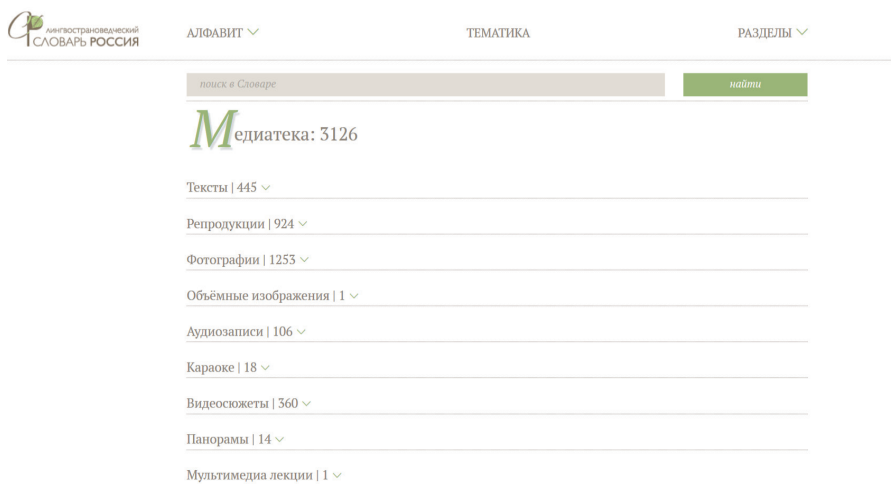 лингвострановедческий
СЛОВАРЬ РОССИЯ
АЛФАВИТ
ТЕМАТИКА
РАЗДЕЛЫ
поиск в Словаре
найти
Медиатека: 3126
Тексты | 445
Репродукции | 924
Фотографии | 1253
Объёмные изображения | 1
Аудиозаписи | 106
Караоке | 18
Видеосюжеты | 360
Панорамы | 14
Мультимедиа лекции | 1